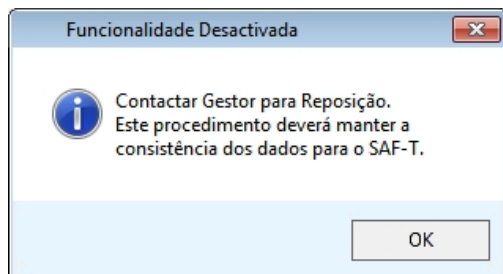 Funcionalidade Desactivada
Contactar Gestor para Reposição.
Este procedimento deverá manter a
consistência dos dados para o SAF-T.
OK